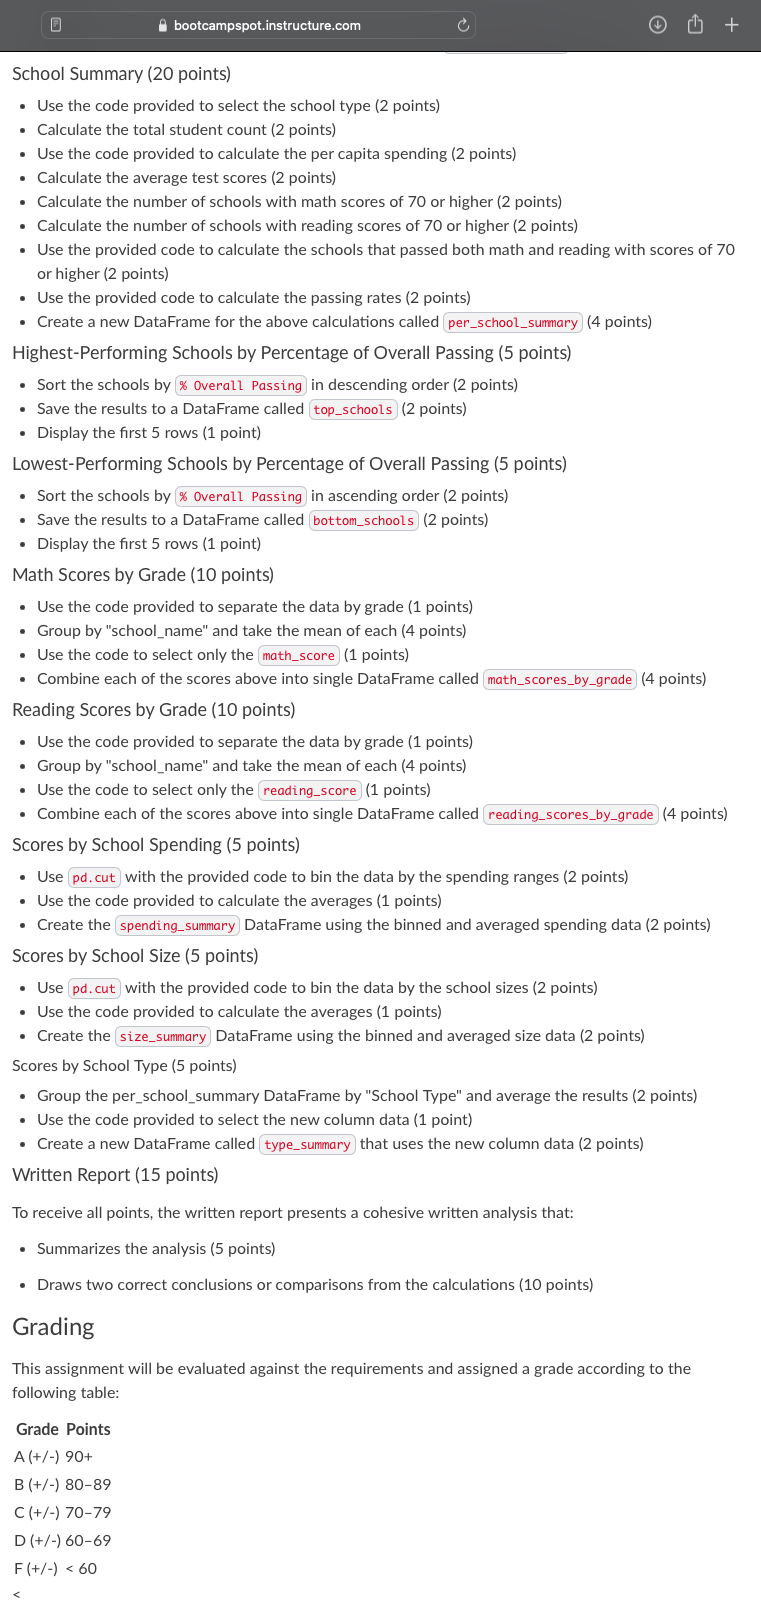 bootcampspot.instructure.com
School Summary (20 points)
• Use the code provided to select the school type (2 points)
• Calculate the total student count (2 points)
• Use the code provided to calculate the per capita spending (2 points)
• Calculate the average test scores (2 points)
• Calculate the number of schools with math scores of 70 or higher (2 points)
• Calculate the number of schools with reading scores of 70 or higher (2 points)
• Use the provided code to calculate the schools that passed both math and reading with scores of 70
or higher (2 points)
• Use the provided code to calculate the passing rates (2 points)
• Create a new DataFrame for the above calculations called per_school_summary (4 points)
Highest-Performing Schools by Percentage of Overall Passing (5 points)
• Sort the schools by % Overall Passing in descending order (2 points)
• Save the results to a DataFrame called top_schools (2 points)
• Display the first 5 rows (1 point)
Lowest-Performing Schools by Percentage of Overall Passing (5 points)
• Sort the schools by % Overall Passing in ascending order (2 points)
• Save the results to a DataFrame called bottom_schools (2 points)
• Display the first 5 rows (1 point)
Math Scores by Grade (10 points)
• Use the code provided to separate the data by grade (1 points)
• Group by "school_name" and take the mean of each (4 points)
• Use the code to select only the math_score (1 points)
• Combine each of the scores above into single DataFrame called math_scores_by_grade (4 points)
Reading Scores by Grade (10 points)
• Use the code provided to separate the data by grade (1 points)
• Group by "school_name" and take the mean of each (4 points)
• Use the code to select only the reading_score (1 points)
• Combine each of the scores above into single DataFrame called reading_scores_by_grade (4 points)
Scores by School Spending (5 points)
• Use pd.cut with the provided code to bin the data by the spending ranges (2 points)
• Use the code provided to calculate the averages (1 points)
• Create the spending_summary DataFrame using the binned and averaged spending data (2 points)
Scores by School Size (5 points)
• Use pd.cut with the provided code to bin the data by the school sizes (2 points)
• Use the code provided to calculate the averages (1 points)
• Create the size_summary DataFrame using the binned and averaged size data (2 points)
Scores by School Type (5 points)
• Group the per_school_summary DataFrame by "School Type" and average the results (2 points)
• Use the code provided to select the new column data (1 point)
• Create a new DataFrame called type_summary that uses the new column data (2 points)
Written Report (15 points)
To receive all points, the written report presents a cohesive written analysis that:
• Summarizes the analysis (5 points)
• Draws two correct conclusions or comparisons from the calculations (10 points)
Grading
This assignment will be evaluated against the requirements and assigned a grade according to the
following table:
Grade Points
A (+/-) 90+
B (+/-) 80–89
C (+/-) 70–79
D (+/-) 60–69
F (+/-) < 60
<